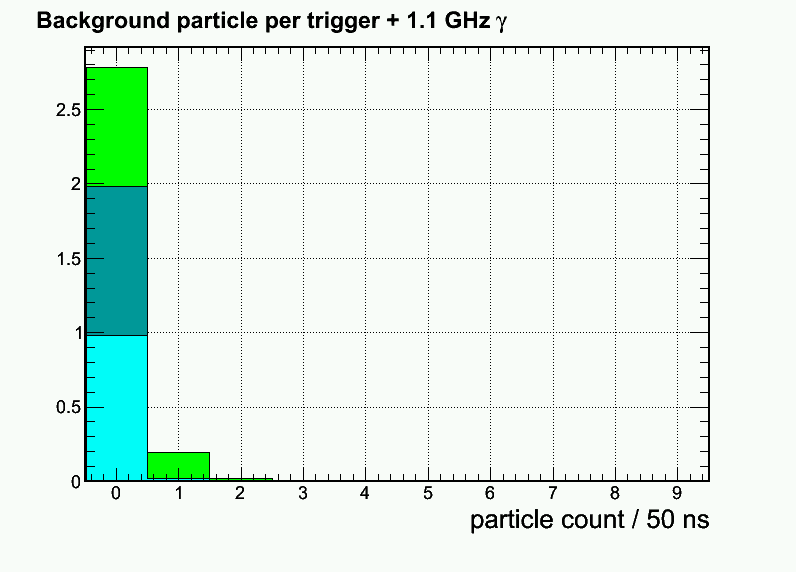 Background particle per trigger + 1.1 GHz γ
2.5
2
1.5
1
0.5
0
0 1 2 3 4 5 6 7 8 9
particle count / 50 ns